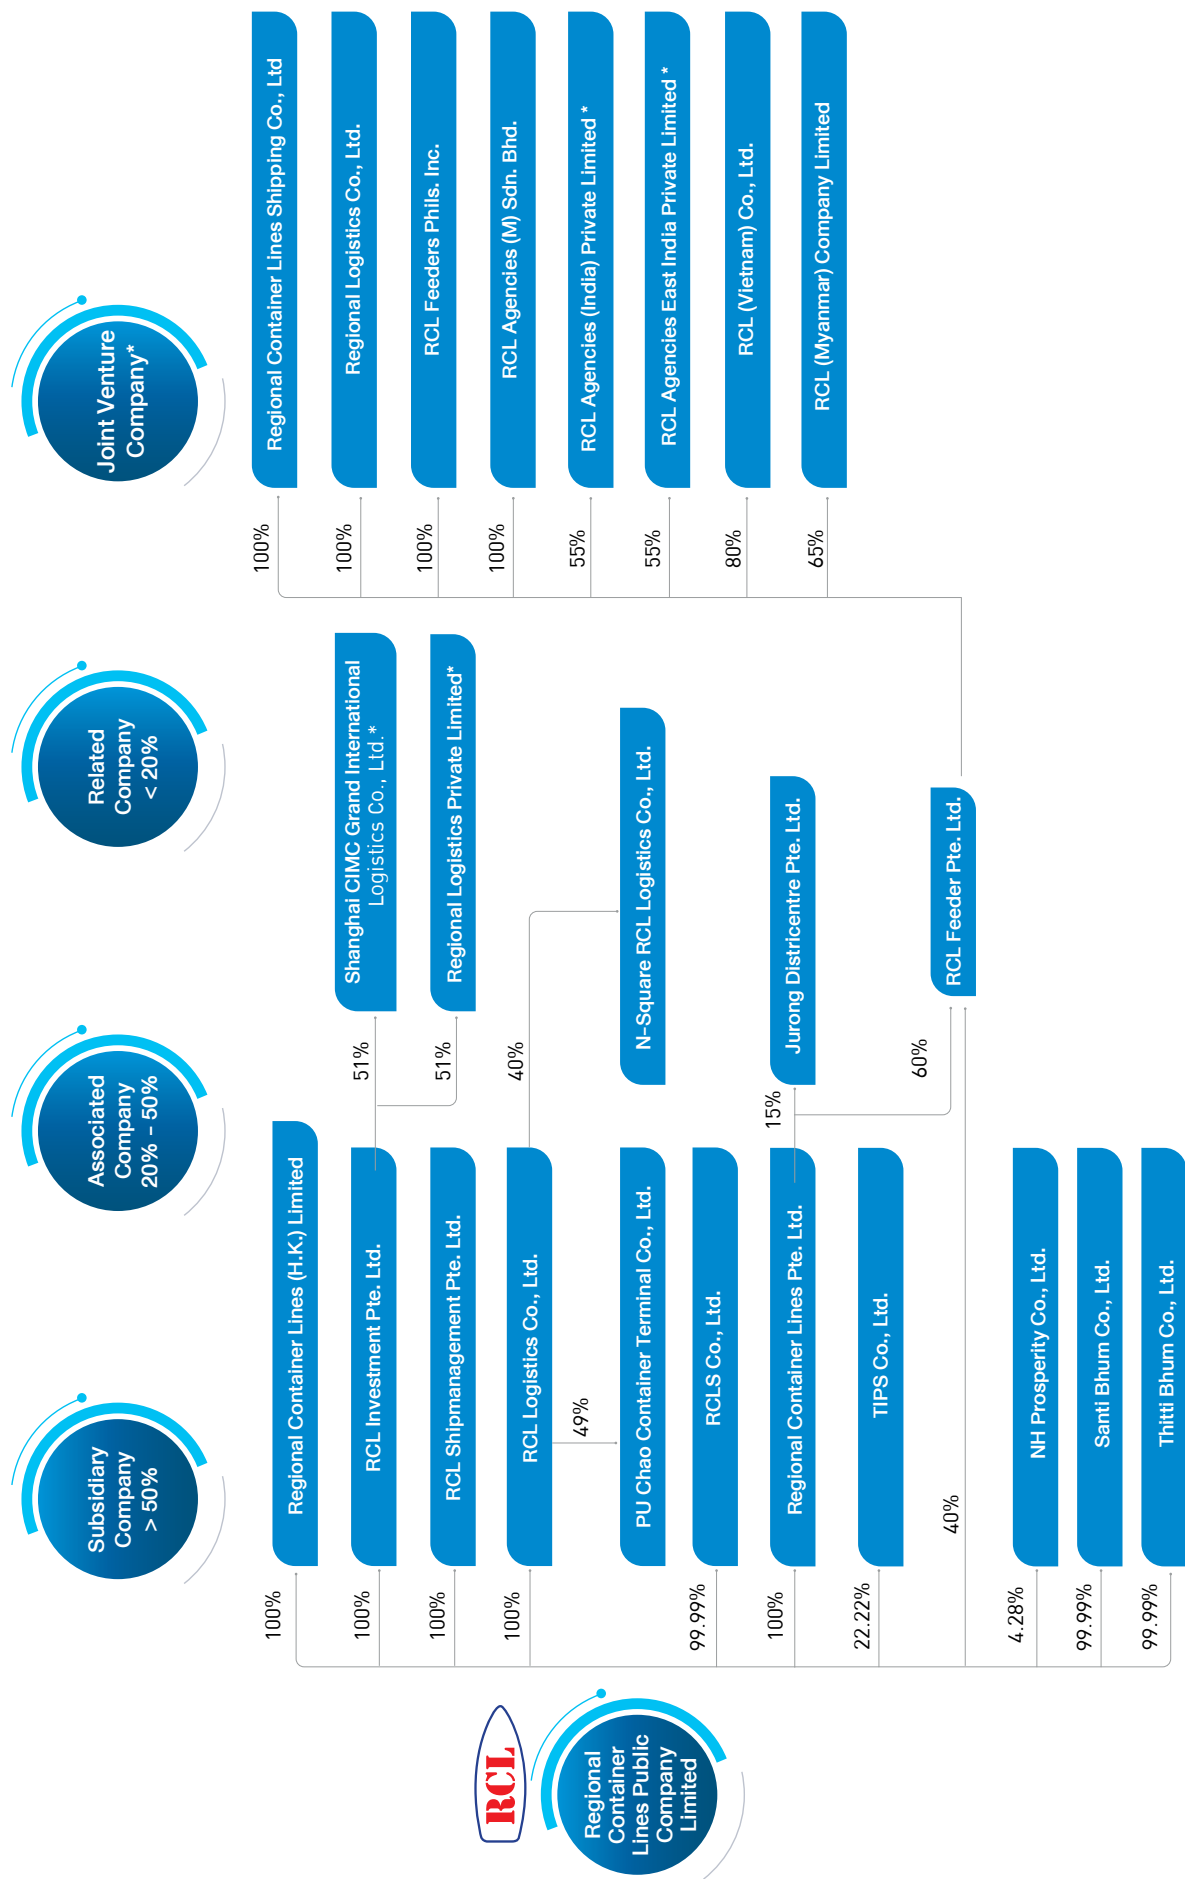 Subsidiary
Company
> 50%
Associated
Company
20% – 50%
Related
Company
< 20%
Joint Venture
Company*
RCL
Regional
Container
Lines Public
Company
Limited
100%
Regional Container Lines (H.K.) Limited
100%
RCL Investment Pte. Ltd.
51%
Shanghai CIMC Grand International
Logistics Co., Ltd.*
51%
Regional Logistics Private Limited*
100%
RCL Shipmanagement Pte. Ltd.
100%
RCL Logistics Co., Ltd.
40%
N-Square RCL Logistics Co., Ltd.
49%
PU Chao Container Terminal Co., Ltd.
99.99%
RCLS Co., Ltd.
100%
Regional Container Lines Pte. Ltd.
15%
Jurong Districentre Pte. Ltd.
60%
RCL Feeder Pte. Ltd.
22.22%
TIPS Co., Ltd.
40%
4.28%
NH Prosperity Co., Ltd.
99.99%
Santi Bhum Co., Ltd.
99.99%
Thitti Bhum Co., Ltd.
100%
Regional Container Lines Shipping Co., Ltd
100%
Regional Logistics Co., Ltd.
100%
RCL Feeders Phils. Inc.
100%
RCL Agencies (M) Sdn. Bhd.
55%
RCL Agencies (India) Private Limited *
55%
RCL Agencies East India Private Limited *
80%
RCL (Vietnam) Co., Ltd.
65%
RCL (Myanmar) Company Limited